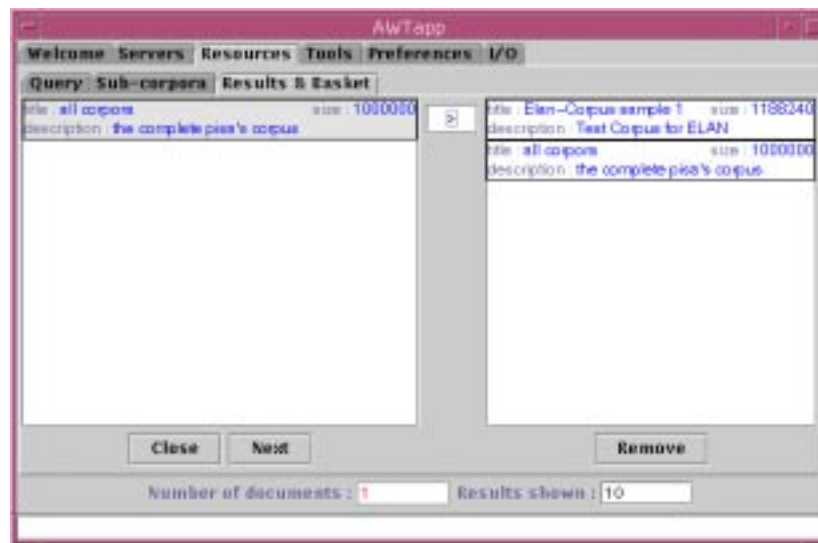 AWTapp
Welcome Servers Resources Tools Preferences I/O
Query Sub-corpora Results & Basket
title : all corpora size : 1000000
description : the complete pisa's corpus
>
title : Elan-Corpus sample 1 size : 1188240
description : Test Corpus for ELAN
title : all corpora size : 1000000
description : the complete pisa's corpus
Close Next Remove
Number of documents : 1 Results shown : 10